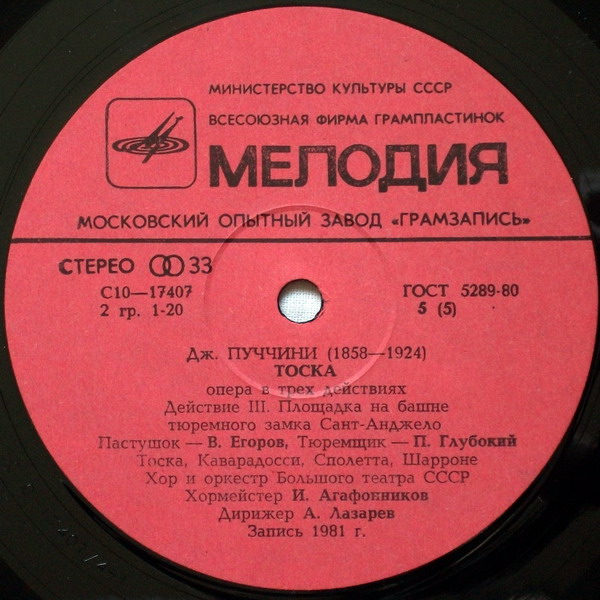 МИНИСТЕРСТВО КУЛЬТУРЫ СССР
ВСЕСОЮЗНАЯ ФИРМА ГРАМПЛАСТИНОК
МЕЛОДИЯ
МОСКОВСКИЙ ОПЫТНЫЙ ЗАВОД «ГРАМЗАПИСЬ»
СТЕРЕО 33
С10—17407 ГОСТ 5289-80
2 гр. 1-20 5 (5)
Дж. ПУЧЧИНИ (1858—1924)
ТОСКА
опера в трех действиях
Действие III. Площадка на башне
тюремного замка Сант-Анджело
Пастушок — В. Егоров, Тюремщик — П. Глубокий
Тоска, Каварадосси, Сполетта, Шарроне
Хор и оркестр Большого театра СССР
Хормейстер И. Агафонников
Дирижер А. Лазарев
Запись 1981 г.